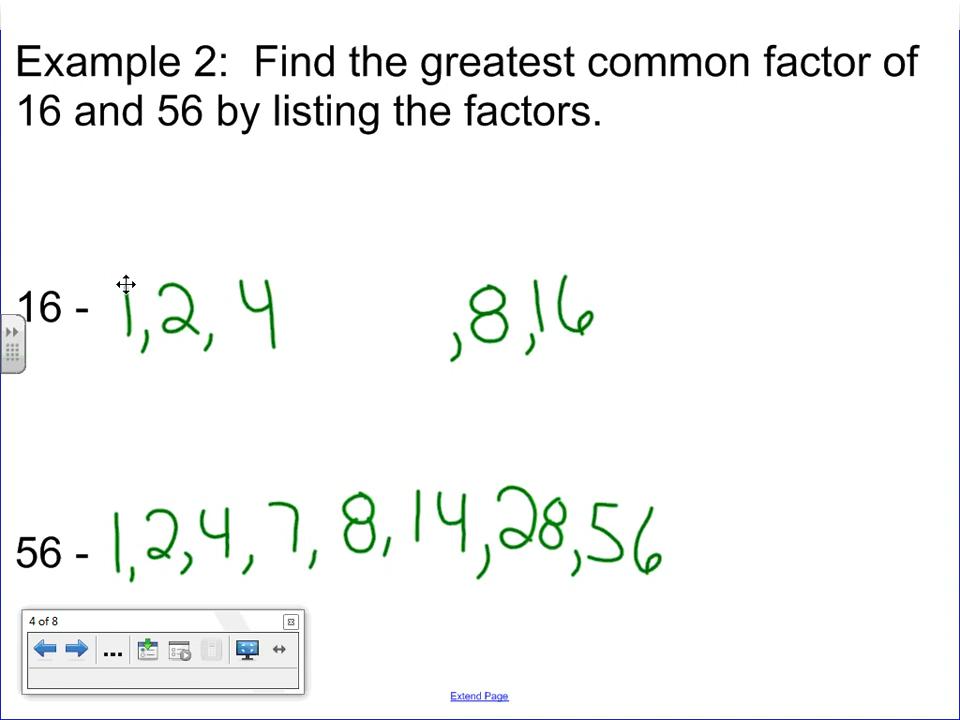 Example 2: Find the greatest common factor of
16 and 56 by listing the factors.
16 - 1, 2, 4 , 8, 16
56 - 1, 2, 4, 7, 8, 14, 28, 56
4 of 8
...
Extend Page